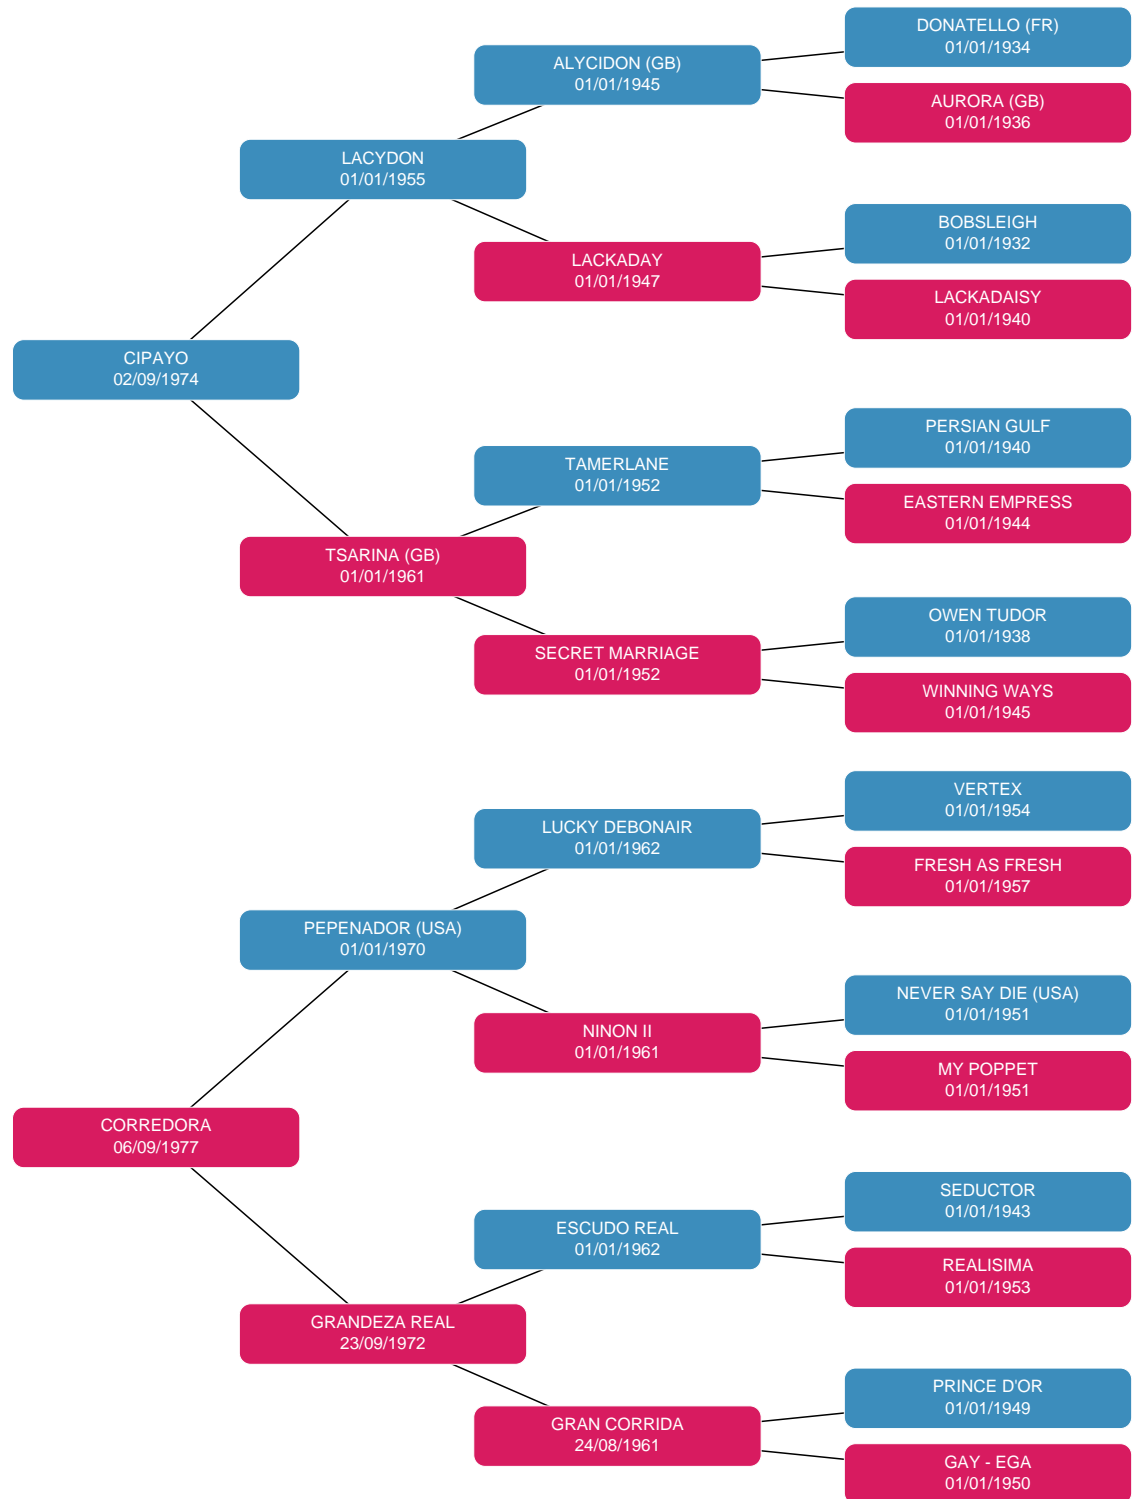 DONATELLO (FR)
01/01/1934
ALYCIDON (GB)
01/01/1945
AURORA (GB)
01/01/1936
LACYDON
01/01/1955
BOBSLEIGH
01/01/1932
LACKADAY
01/01/1947
LACKADAISY
01/01/1940
CIPAYO
02/09/1974
PERSIAN GULF
01/01/1940
TAMERLANE
01/01/1952
EASTERN EMPRESS
01/01/1944
TSARINA (GB)
01/01/1961
OWEN TUDOR
01/01/1938
SECRET MARRIAGE
01/01/1952
WINNING WAYS
01/01/1945
VERTEX
01/01/1954
LUCKY DEBONAIR
01/01/1962
FRESH AS FRESH
01/01/1957
PEPENADOR (USA)
01/01/1970
NEVER SAY DIE (USA)
01/01/1951
NINON II
01/01/1961
MY POPPET
01/01/1951
CORREDORA
06/09/1977
SEDUCTOR
01/01/1943
ESCUDO REAL
01/01/1962
REALISIMA
01/01/1953
GRANDEZA REAL
23/09/1972
PRINCE D'OR
01/01/1949
GRAN CORRIDA
24/08/1961
GAY - EGA
01/01/1950